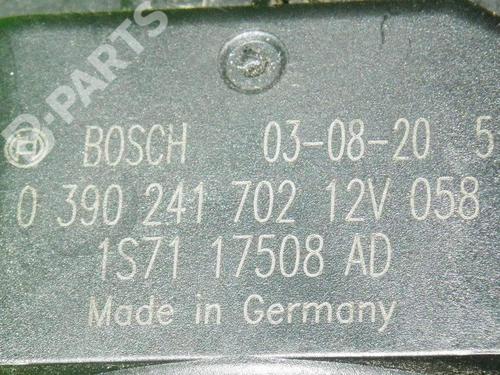 B-PARTS
BOSCH 03-08-20 5
0 390 241 702 12V 058
1S71 17508 AD
Made in Germany